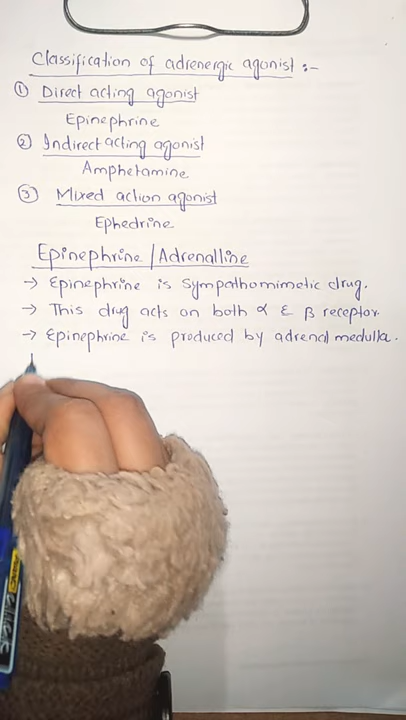 Classification of adrenergic agonist :-
① Direct acting agonist
Epinephrine
② Indirect acting agonist
Amphetamine
③ Mixed action agonist
Ephedrine
Epinephrine / Adrenalline
→ Epinephrine is sympathomimetic drug.
→ This drug acts on both α & β receptor.
→ Epinephrine is produced by adrenal medulla.